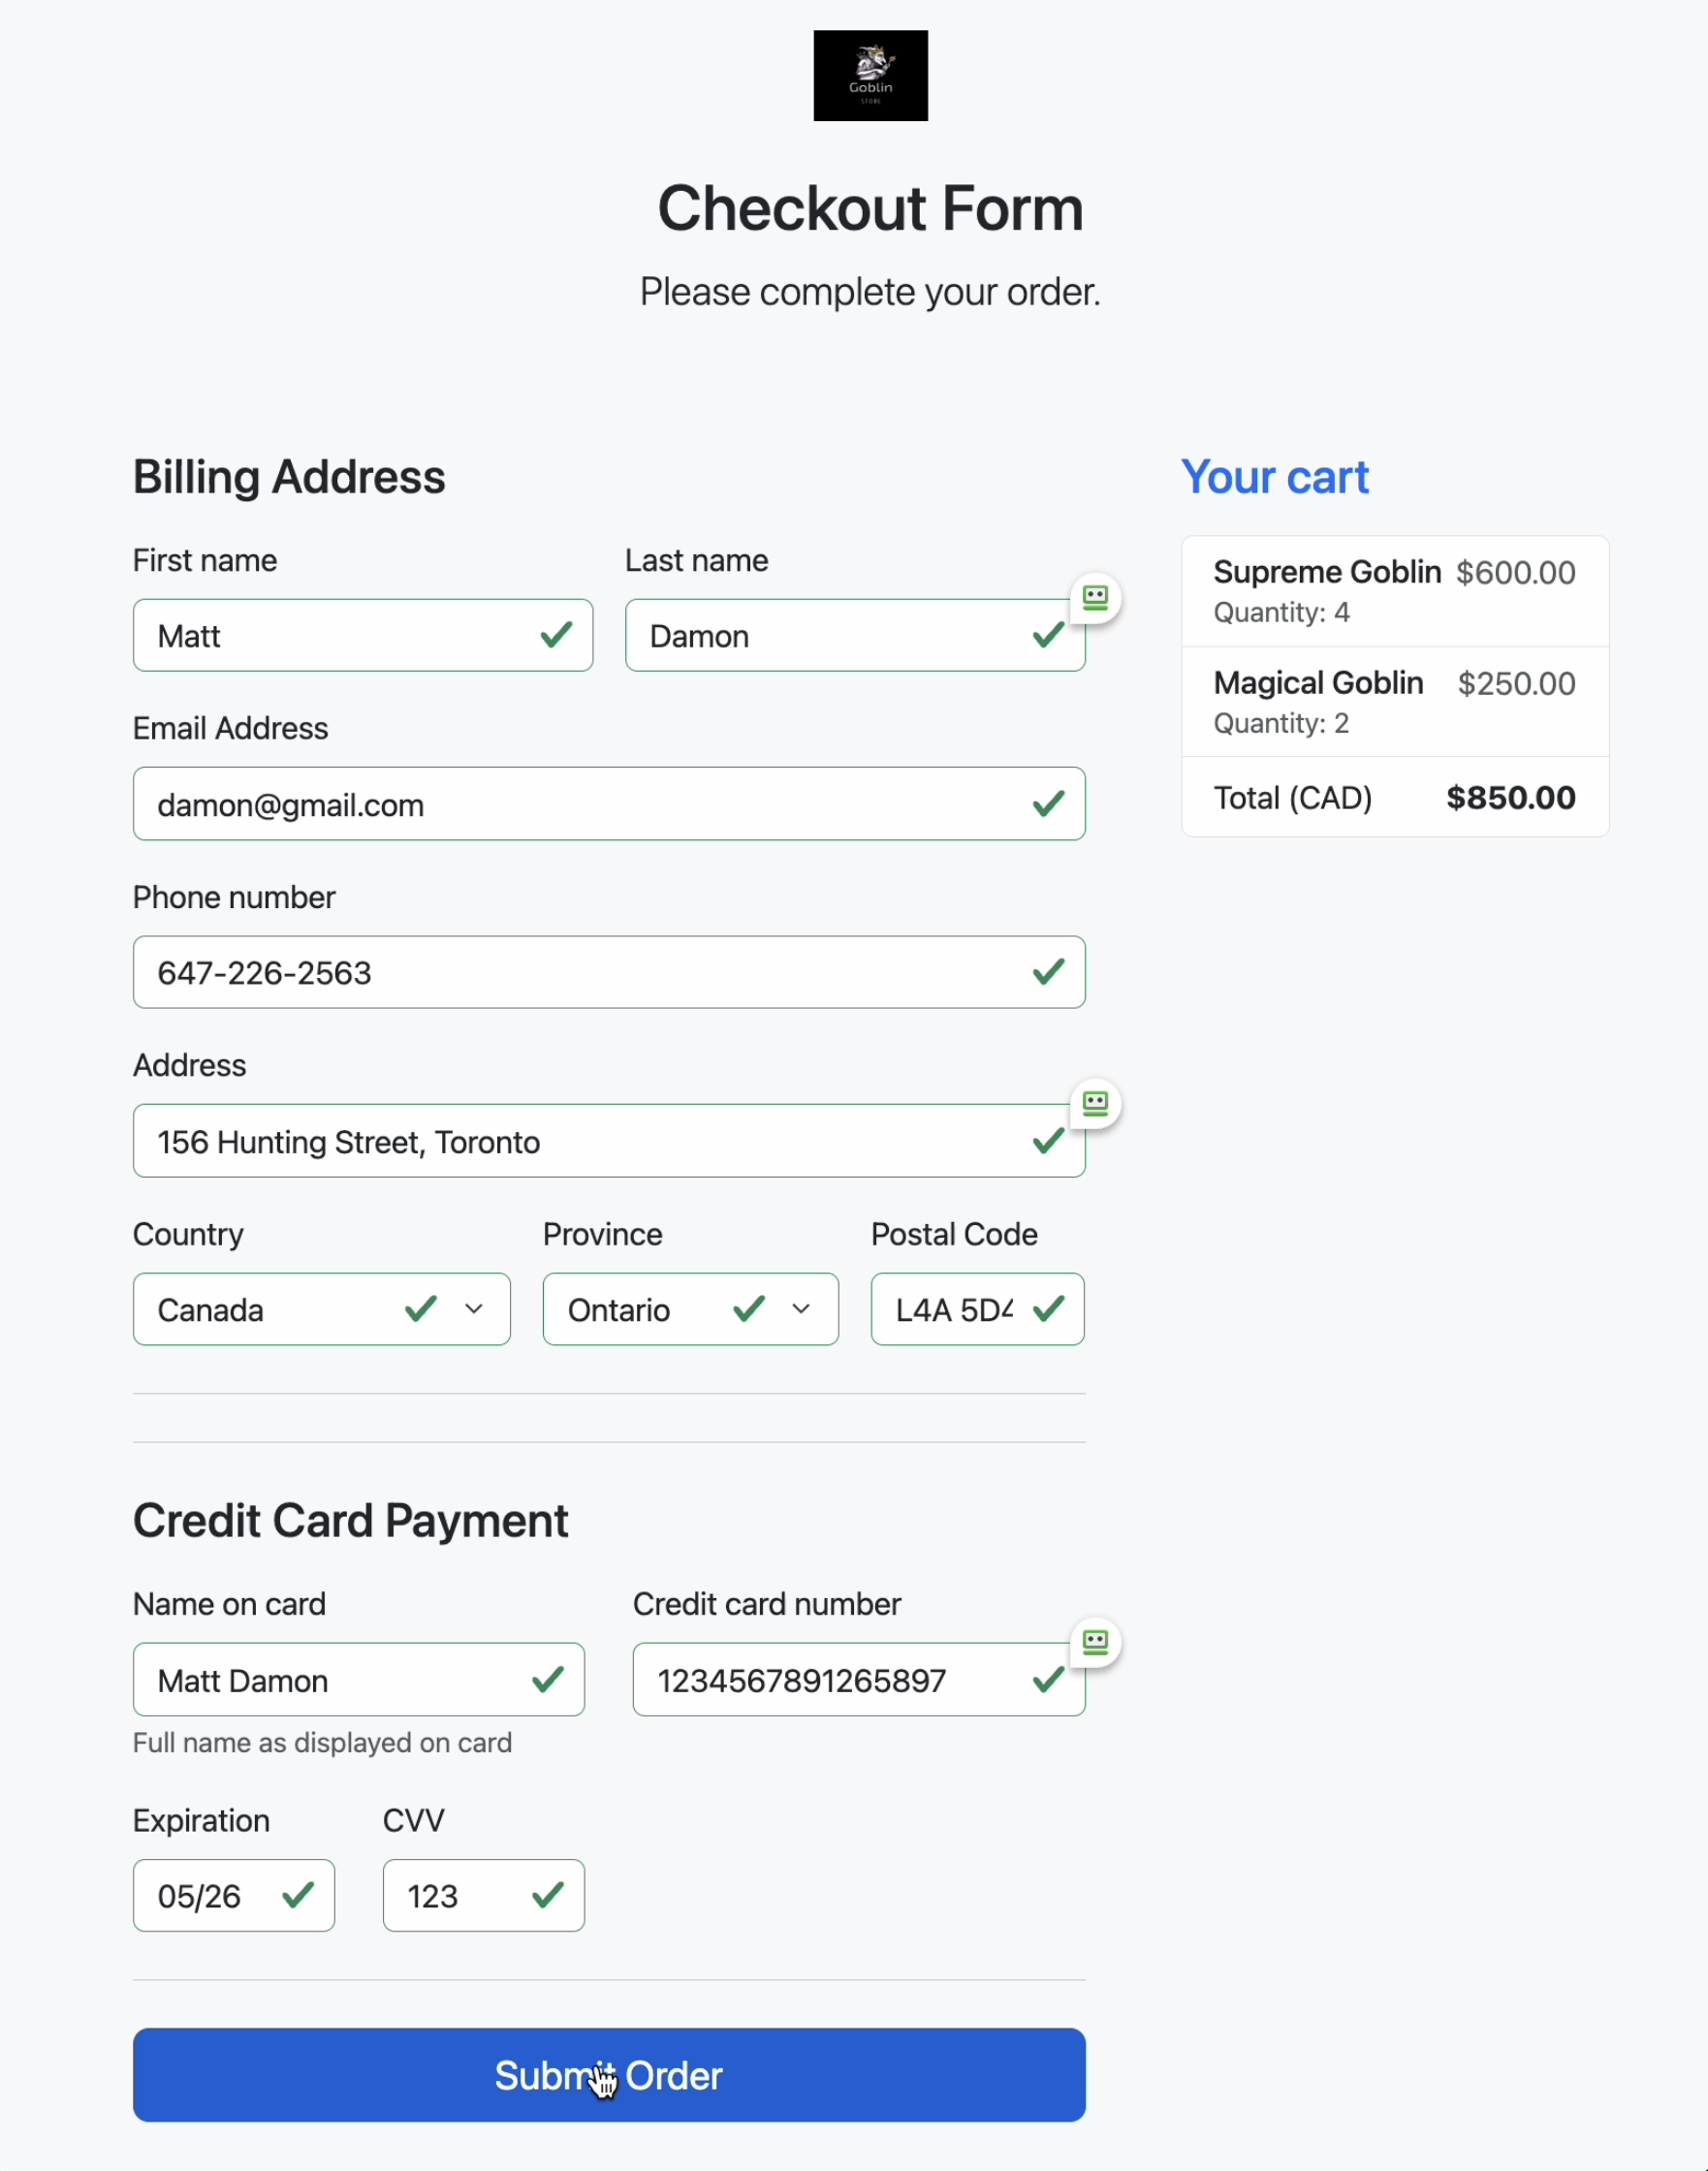 Goblin
STORE
Checkout Form
Please complete your order.
Billing Address
First name Last name
Matt Damon
Email Address
damon@gmail.com
Phone number
647-226-2563
Address
156 Hunting Street, Toronto
Country Province Postal Code
Canada Ontario L4A 5D4
Credit Card Payment
Name on card Credit card number
Matt Damon 1234567891265897
Full name as displayed on card
Expiration CVV
05/26 123
Submit Order
Your cart
Supreme Goblin $600.00
Quantity: 4
Magical Goblin $250.00
Quantity: 2
Total (CAD) $850.00